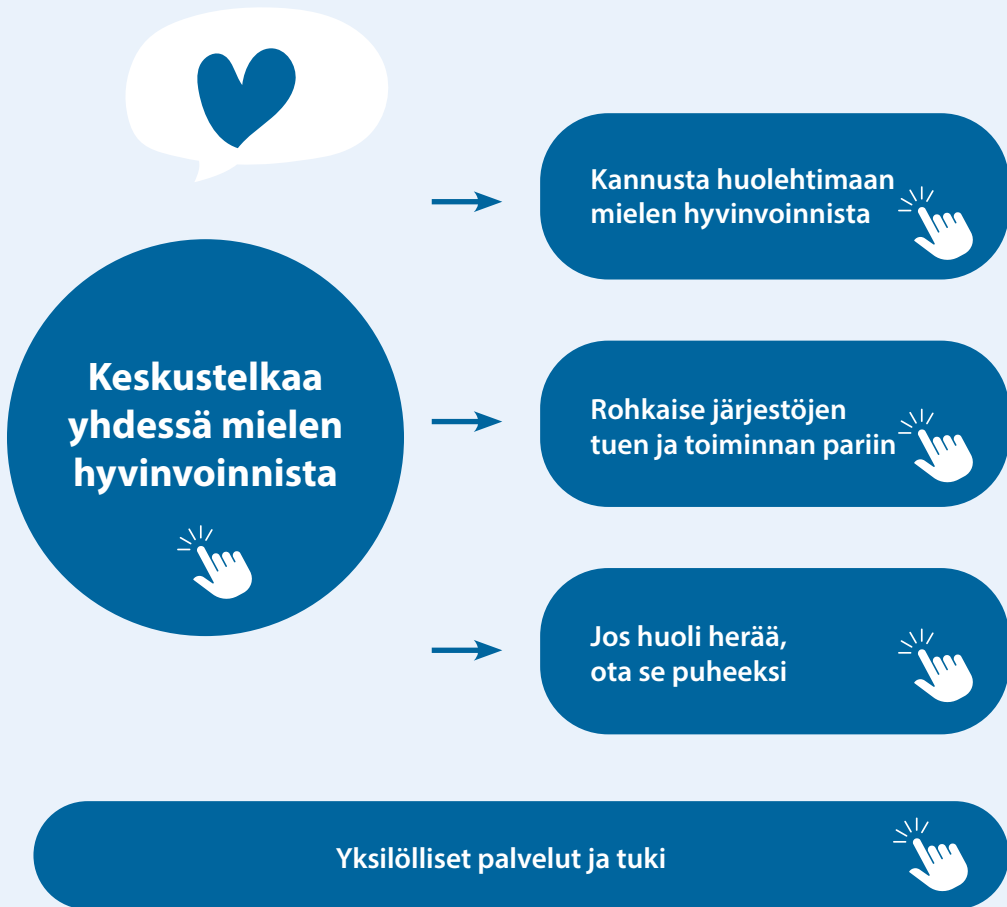 Keskustelkaa
yhdessä mielen
hyvinvoinnista
Kannusta huolehtimaan
mielen hyvinvoinnista
Rohkaise järjestöjen
tuen ja toiminnan pariin
Jos huoli herää,
ota se puheeksi
Yksilölliset palvelut ja tuki